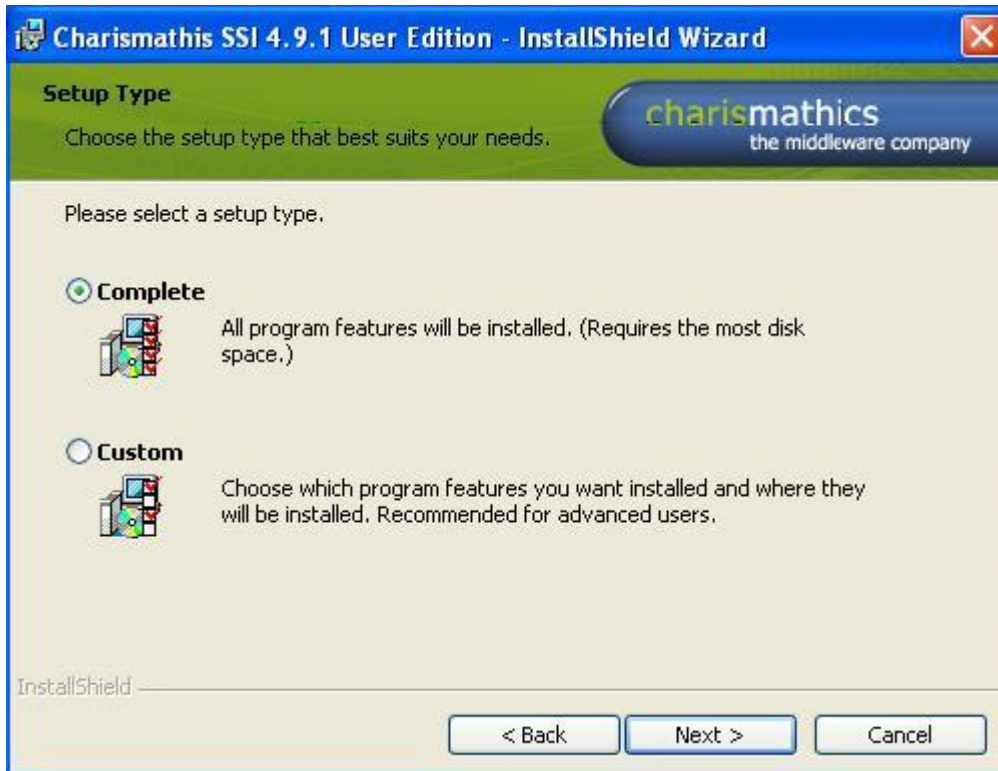 Charismathis SSI 4.9.1 User Edition - InstallShield Wizard
Setup Type
Choose the setup type that best suits your needs.
charismathics
the middleware company
Please select a setup type.
Complete
All program features will be installed. (Requires the most disk
space.)
Custom
Choose which program features you want installed and where they
will be installed. Recommended for advanced users.
InstallShield
< Back
Next >
Cancel